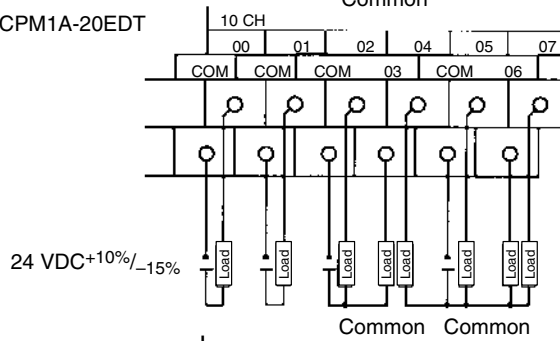 Common
CPM1A-20EDT
10 CH
00 01 02 04 05 07
COM COM COM 03 COM 06
24 VDC+10%/–15%
Load Load Load Load Load Load Load Load
Common Common